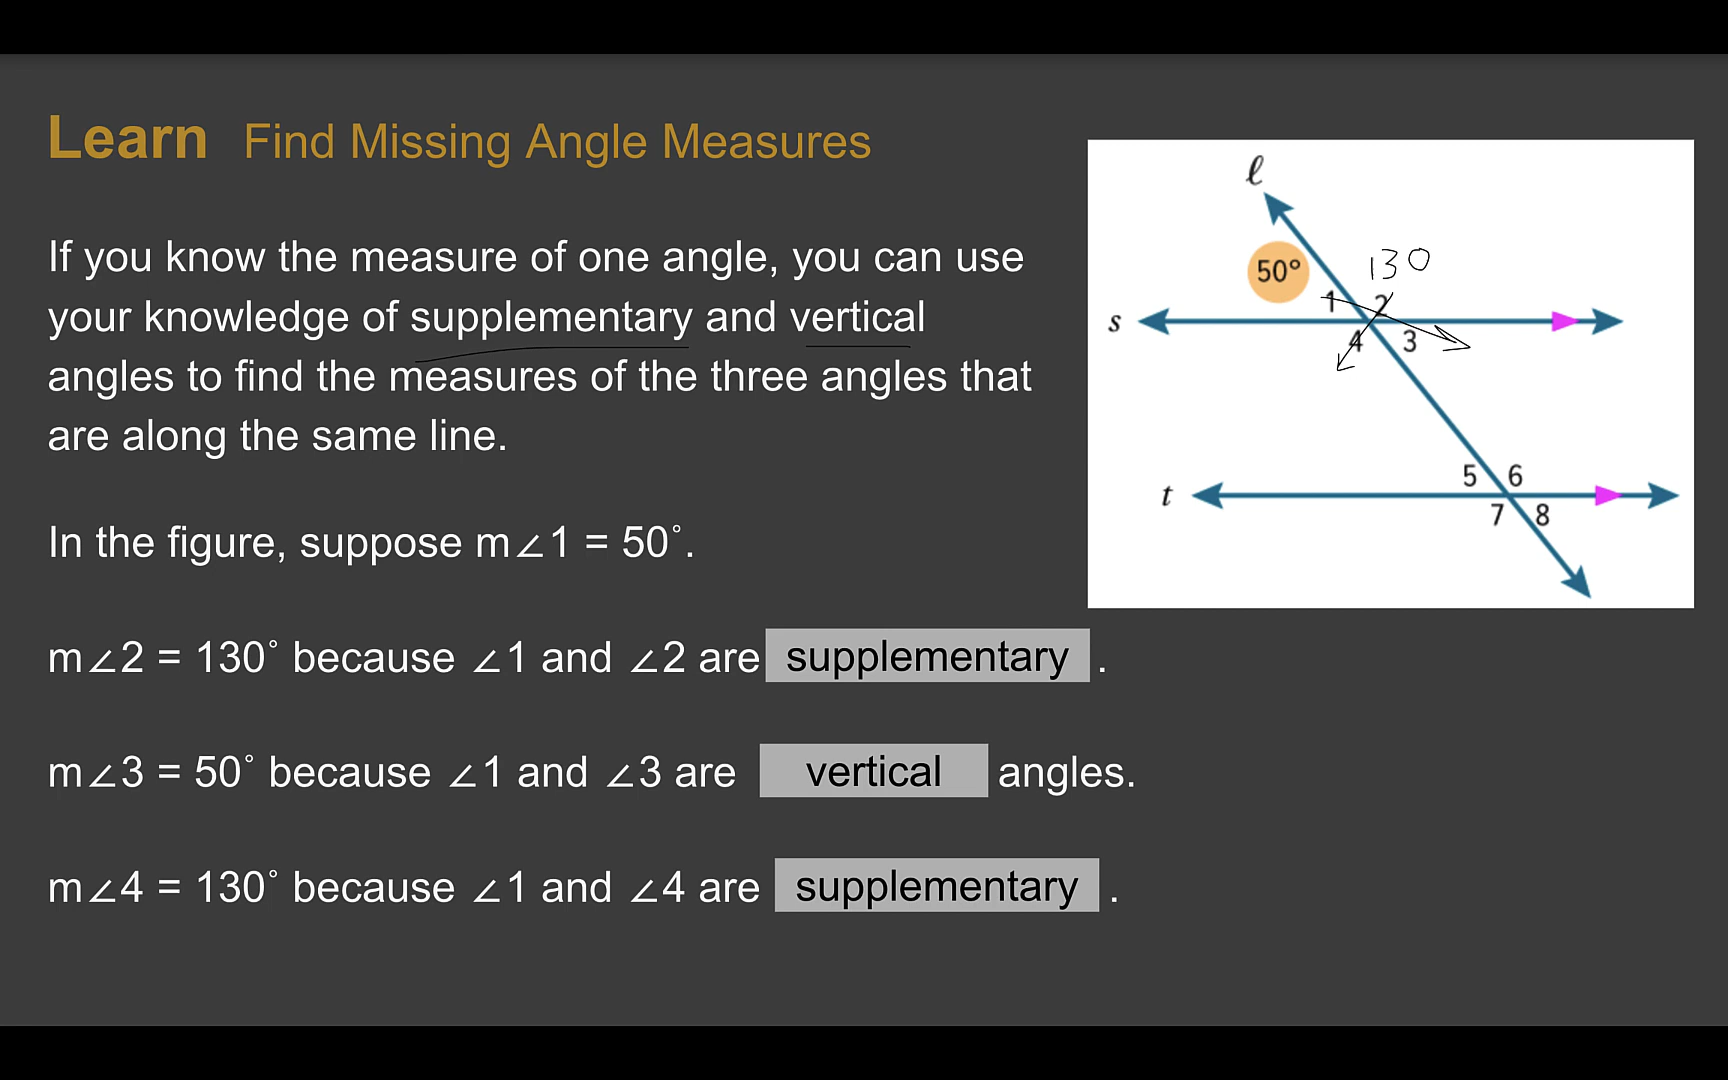 Learn Find Missing Angle Measures
If you know the measure of one angle, you can use
your knowledge of supplementary and vertical
angles to find the measures of the three angles that
are along the same line.
In the figure, suppose m∠1 = 50°.
m∠2 = 130° because ∠1 and ∠2 are supplementary .
m∠3 = 50° because ∠1 and ∠3 are vertical angles.
m∠4 = 130° because ∠1 and ∠4 are supplementary .
ℓ
50° 130
1 2
s
4 3
5 6
t
7 8